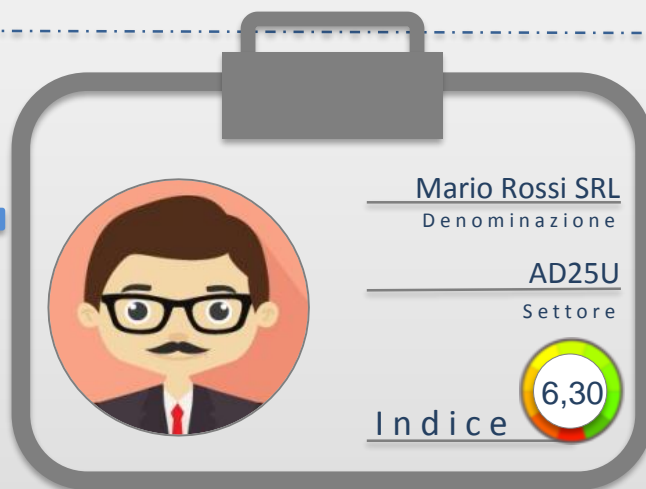 Mario Rossi SRL
Denominazione
AD25U
Settore
6,30
Indice